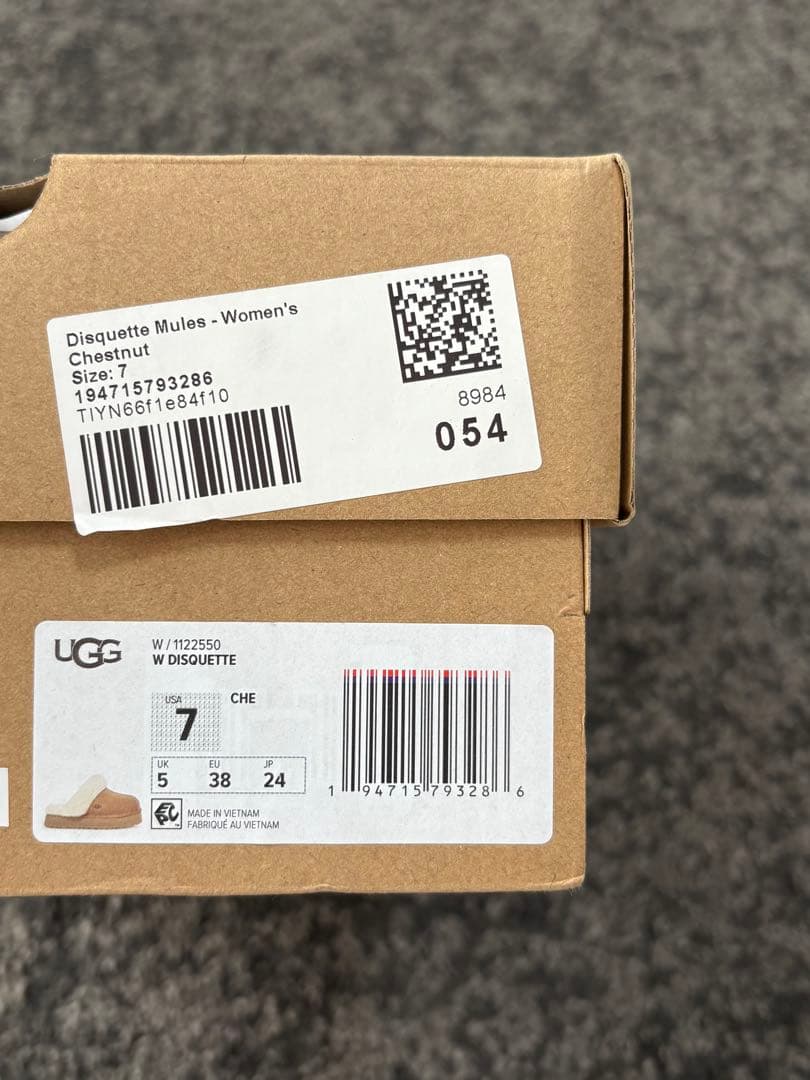 Disquette Mules - Women's
Chestnut
Size: 7
194715793286
TIYN66f1e84f10
8984
054
UGG
W / 1122550
W DISQUETTE
USA
7
CHE
UK EU JP
5 38 24
MADE IN VIETNAM
FABRIQUÉ AU VIETNAM
1 94715 79328 6